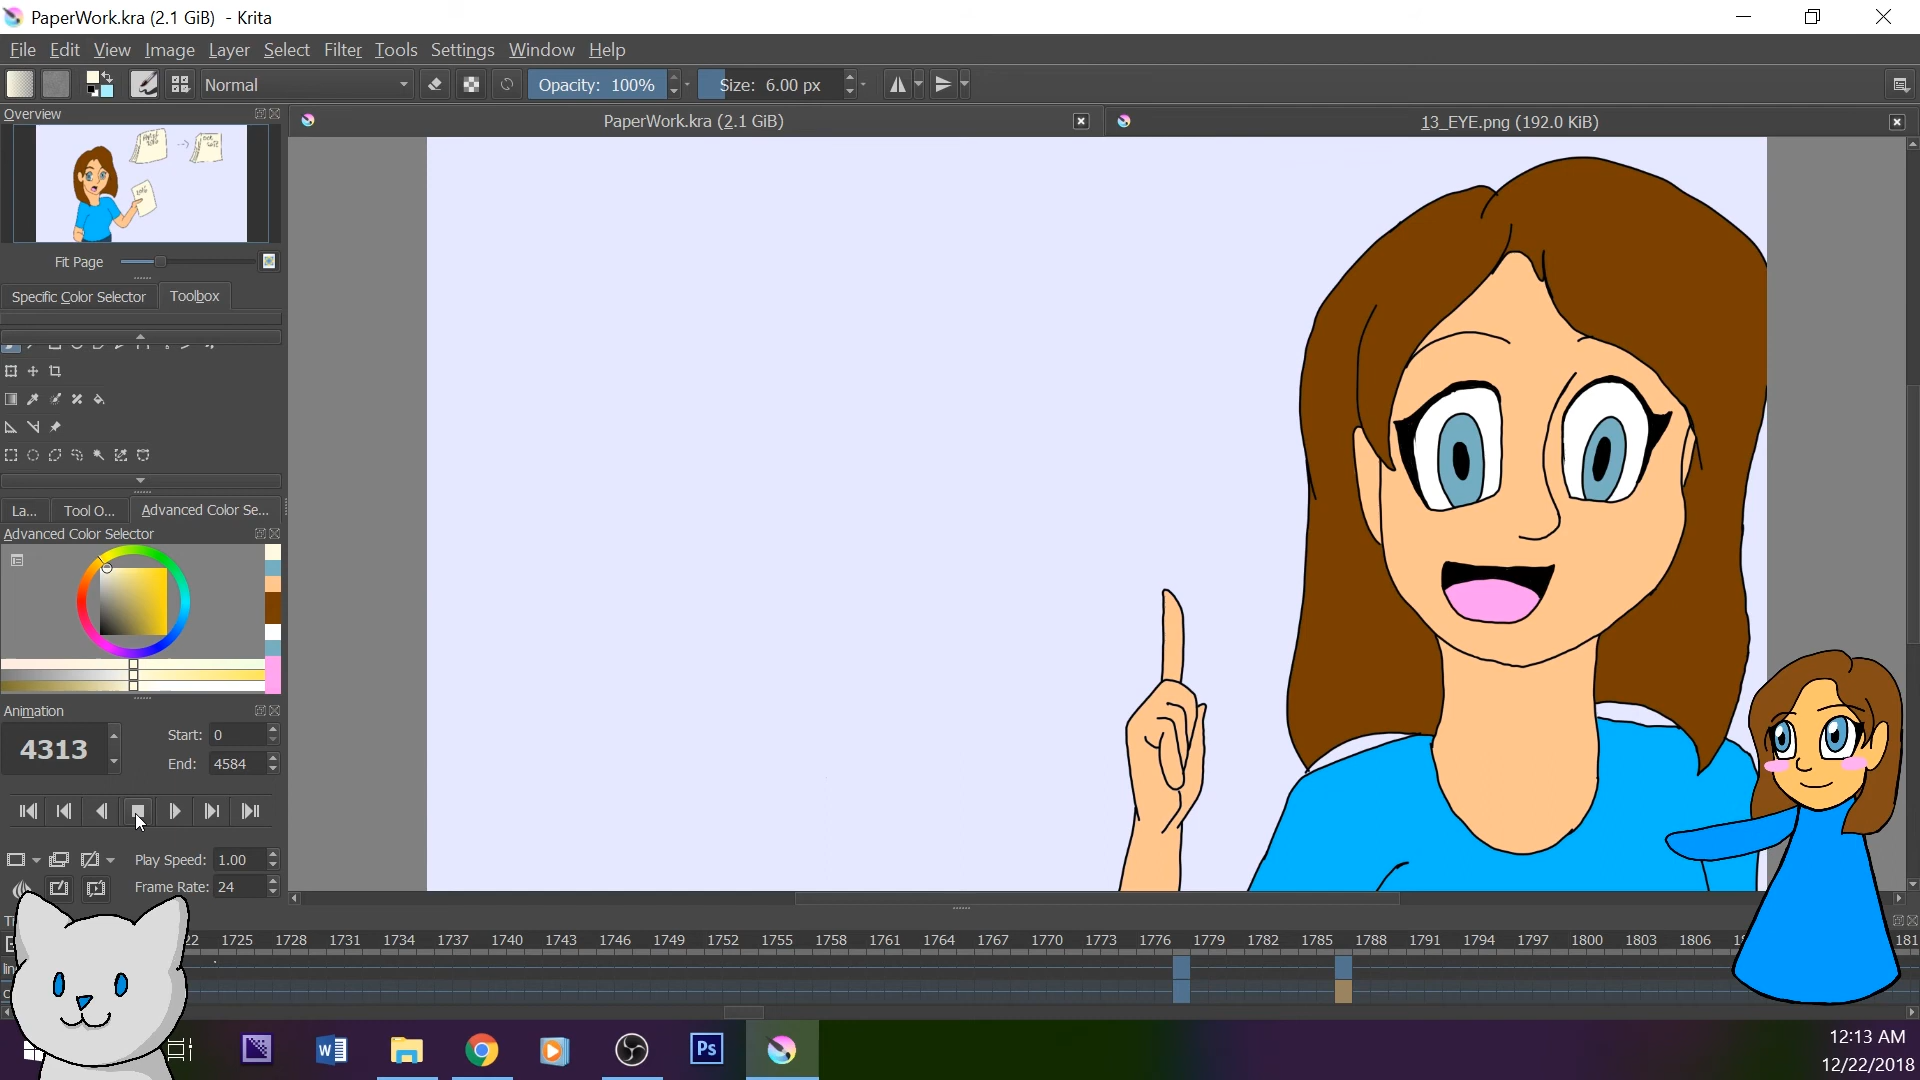 PaperWork.kra (2.1 GiB) - Krita
File Edit View Image Layer Select Filter Tools Settings Window Help
Normal Opacity: 100% Size: 6.00 px
Overview
PaperWork.kra (2.1 GiB) 13_EYE.png (192.0 KiB)
Fit Page
Specific Color Selector Toolbox
La... Tool O... Advanced Color Se...
Advanced Color Selector
Animation
4313 Start: 0
End: 4584
Play Speed: 1.00
Frame Rate: 24
22 1725 1728 1731 1734 1737 1740 1743 1746 1749 1752 1755 1758 1761 1764 1767 1770 1773 1776 1779 1782 1785 1788 1791 1794 1797 1800 1803 1806 181
Ps
12:13 AM
12/22/2018